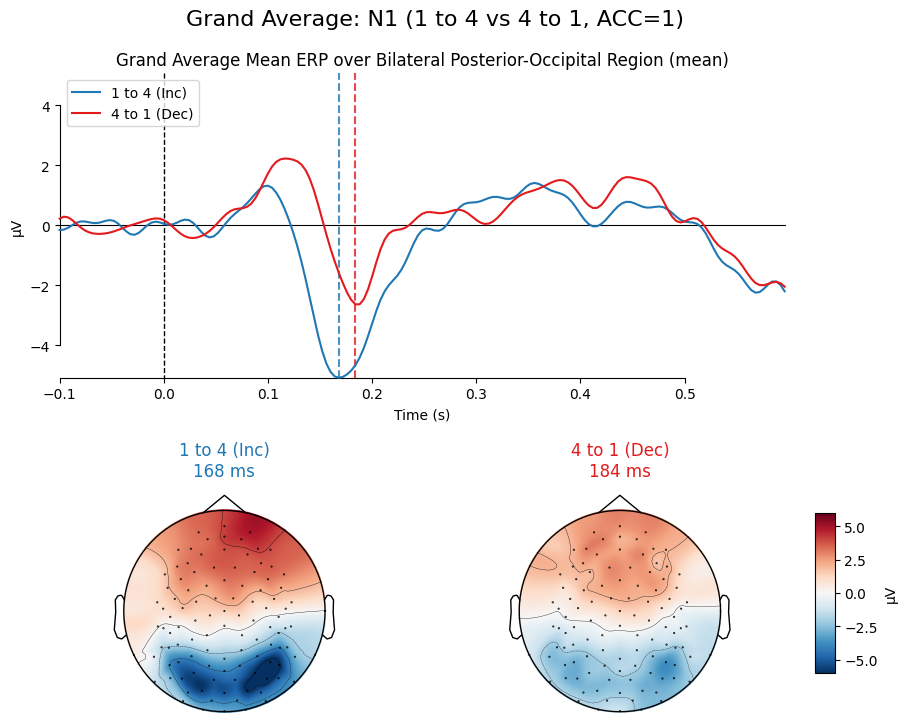 Grand Average: N1 (1 to 4 vs 4 to 1, ACC=1)
Grand Average Mean ERP over Bilateral Posterior-Occipital Region (mean)
1 to 4 (Inc)
4 to 1 (Dec)
4
2
0
−2
−4
µV
−0.1
0.0
0.1
0.2
0.3
0.4
0.5
Time (s)
1 to 4 (Inc)
168 ms
4 to 1 (Dec)
184 ms
5.0
2.5
0.0
−2.5
−5.0
µV